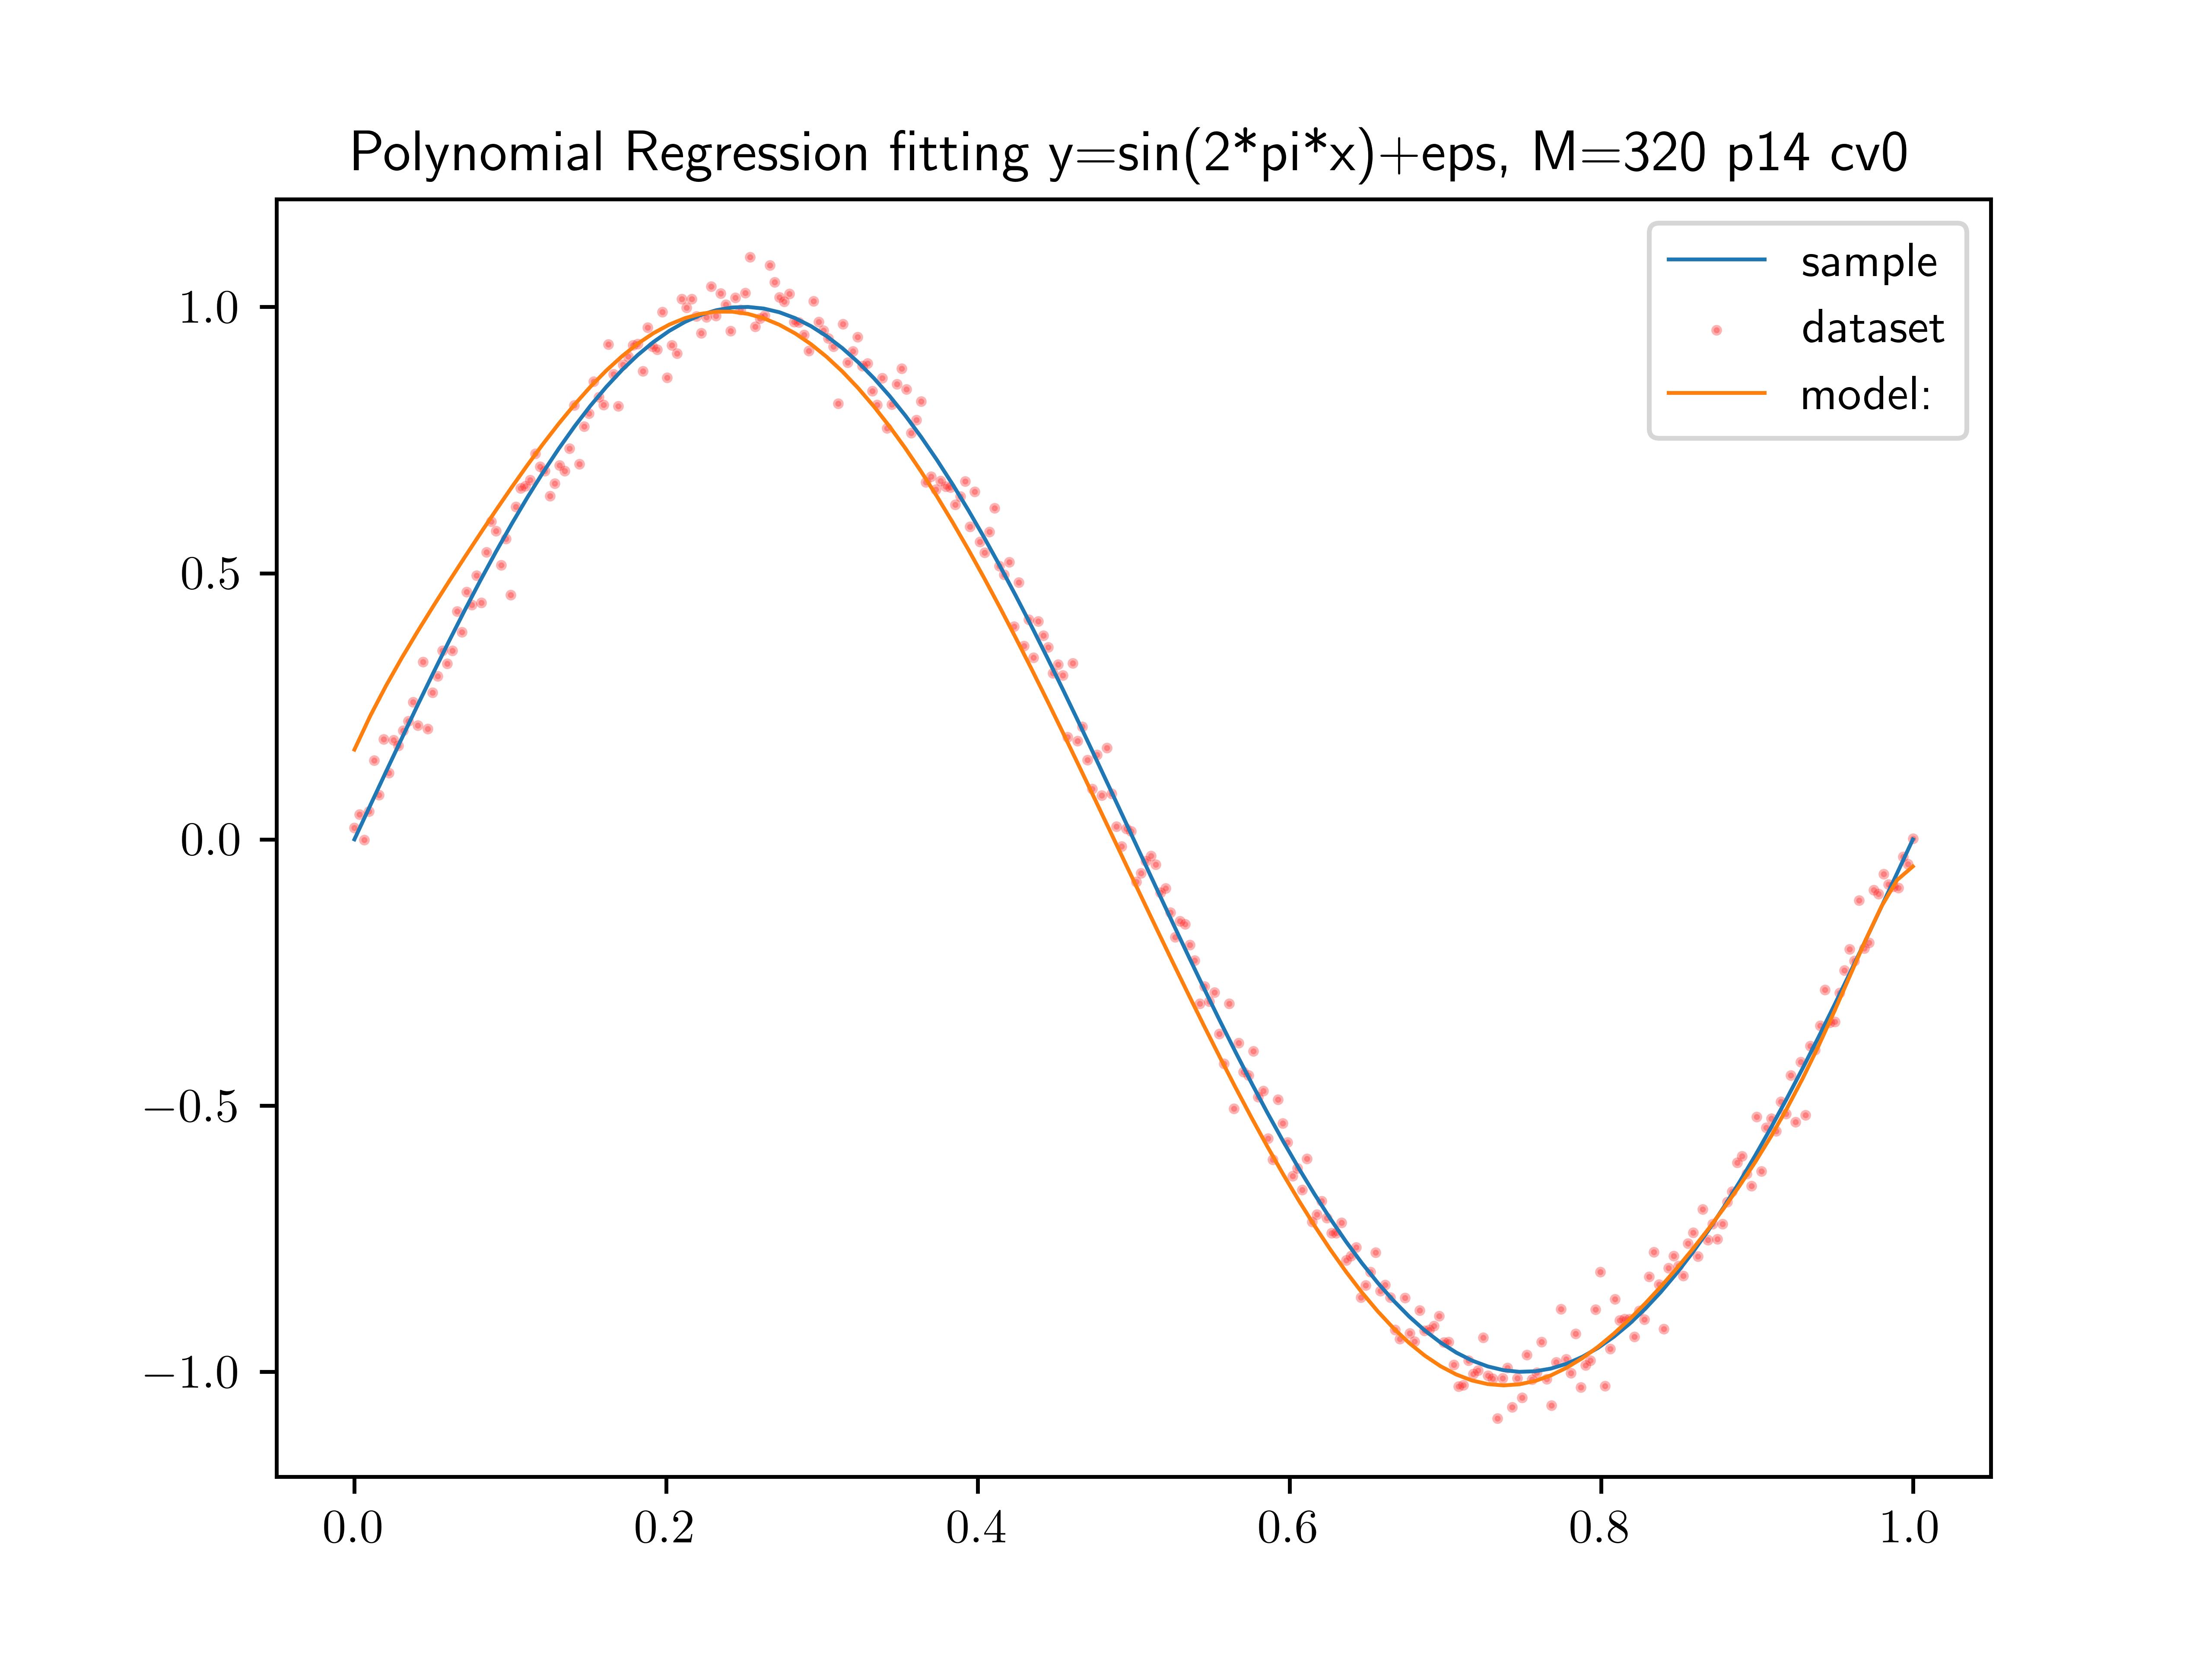 Polynomial Regression fitting y=sin(2*pi*x)+eps, M=320 p14 cv0
sample
dataset
model:
1.0
0.5
0.0
−0.5
−1.0
0.0 0.2 0.4 0.6 0.8 1.0